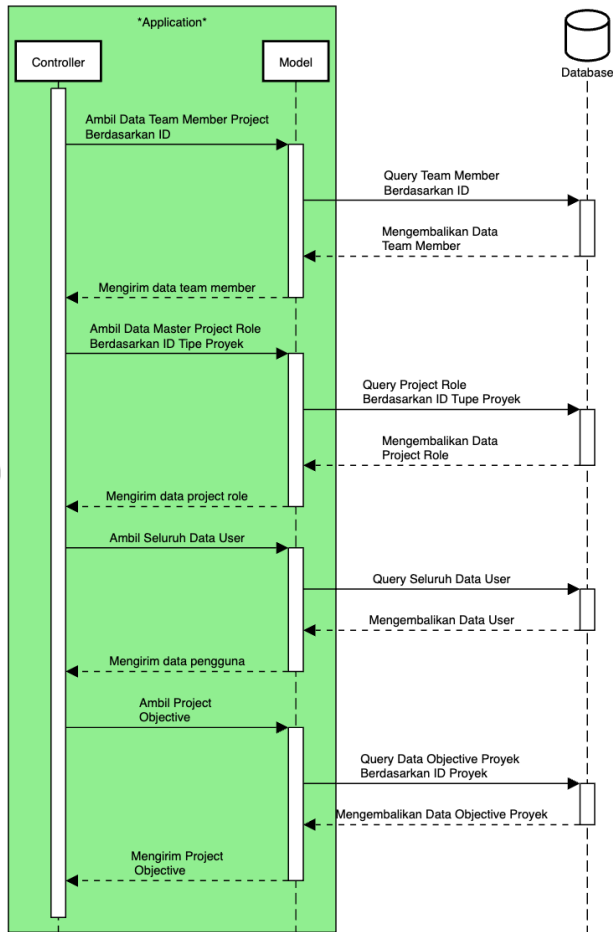 *Application*
Controller
Model
Database
Ambil Data Team Member Project
Berdasarkan ID
Query Team Member
Berdasarkan ID
Mengembalikan Data
Team Member
Mengirim data team member
Ambil Data Master Project Role
Berdasarkan ID Tipe Proyek
Query Project Role
Berdasarkan ID Tupe Proyek
Mengembalikan Data
Project Role
Mengirim data project role
Ambil Seluruh Data User
Query Seluruh Data User
Mengembalikan Data User
Mengirim data pengguna
Ambil Project
Objective
Query Data Objective Proyek
Berdasarkan ID Proyek
Mengembalikan Data Objective Proyek
Mengirim Project
Objective